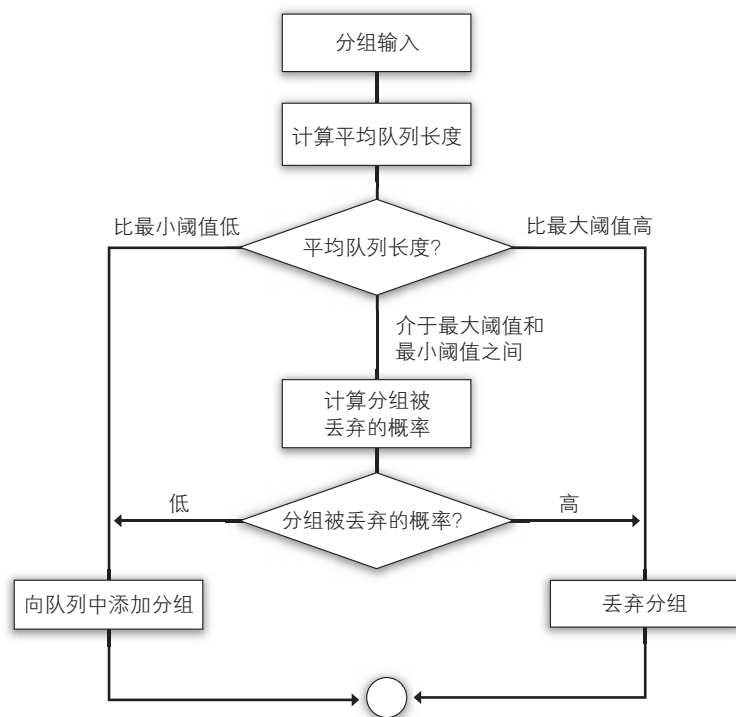 分组输入
计算平均队列长度
比最小阈值低
比最大阈值高
平均队列长度?
介于最大阈值和
最小阈值之间
计算分组被
丢弃的概率
低
分组被丢弃的概率?
高
向队列中添加分组
丢弃分组